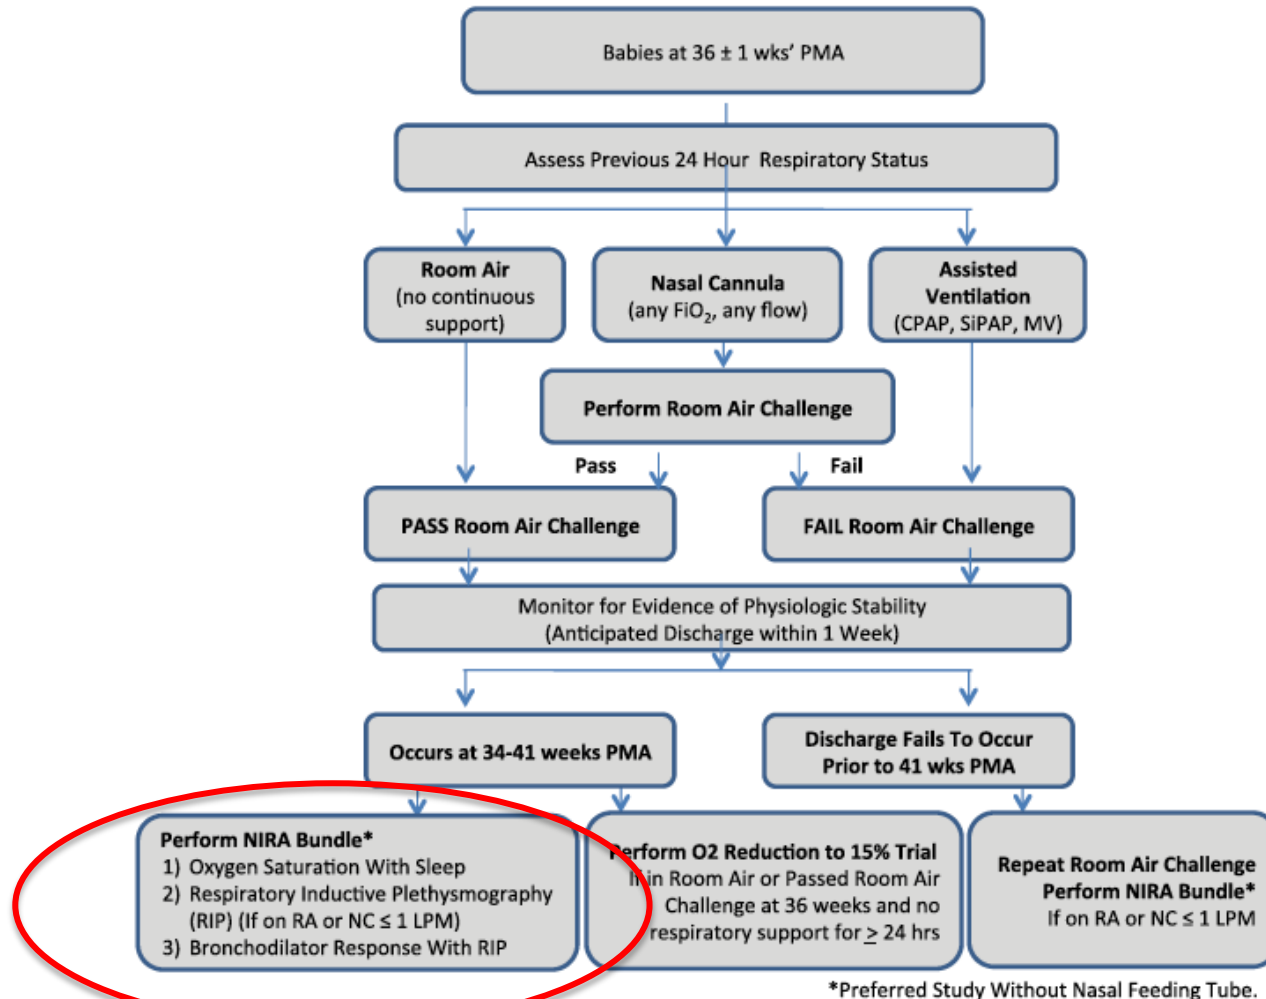 Babies at 36 ± 1 wks' PMA
Assess Previous 24 Hour Respiratory Status
Room Air
(no continuous
support)
Nasal Cannula
(any FiO₂, any flow)
Assisted
Ventilation
(CPAP, SiPAP, MV)
Perform Room Air Challenge
Pass
Fail
PASS Room Air Challenge
FAIL Room Air Challenge
Monitor for Evidence of Physiologic Stability
(Anticipated Discharge within 1 Week)
Occurs at 34-41 weeks PMA
Discharge Fails To Occur
Prior to 41 wks PMA
Perform NIRA Bundle*
1) Oxygen Saturation With Sleep
2) Respiratory Inductive Plethysmography
(RIP) (If on RA or NC ≤ 1 LPM)
3) Bronchodilator Response With RIP
Perform O2 Reduction to 15% Trial
If in Room Air or Passed Room Air
Challenge at 36 weeks and no
respiratory support for ≥ 24 hrs
Repeat Room Air Challenge
Perform NIRA Bundle*
If on RA or NC ≤ 1 LPM
*Preferred Study Without Nasal Feeding Tube.